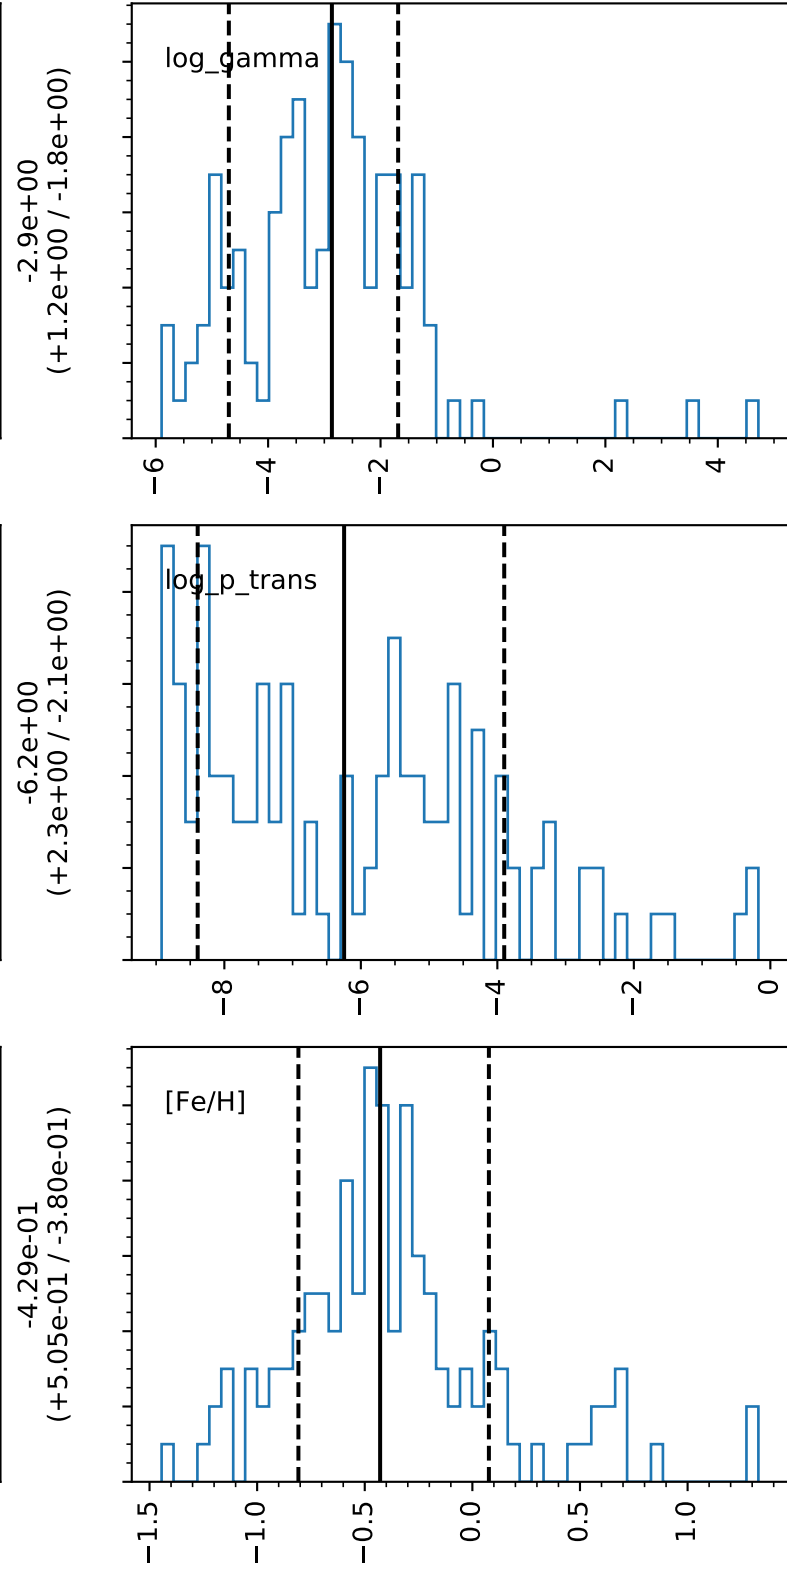 log_gamma
-2.9e+00
(+1.2e+00 / -1.8e+00)
−6 −4 −2 0 2 4
log_p_trans
-6.2e+00
(+2.3e+00 / -2.1e+00)
−8 −6 −4 −2 0
[Fe/H]
-4.29e-01
(+5.05e-01 / -3.80e-01)
−1.5 −1.0 −0.5 0.0 0.5 1.0